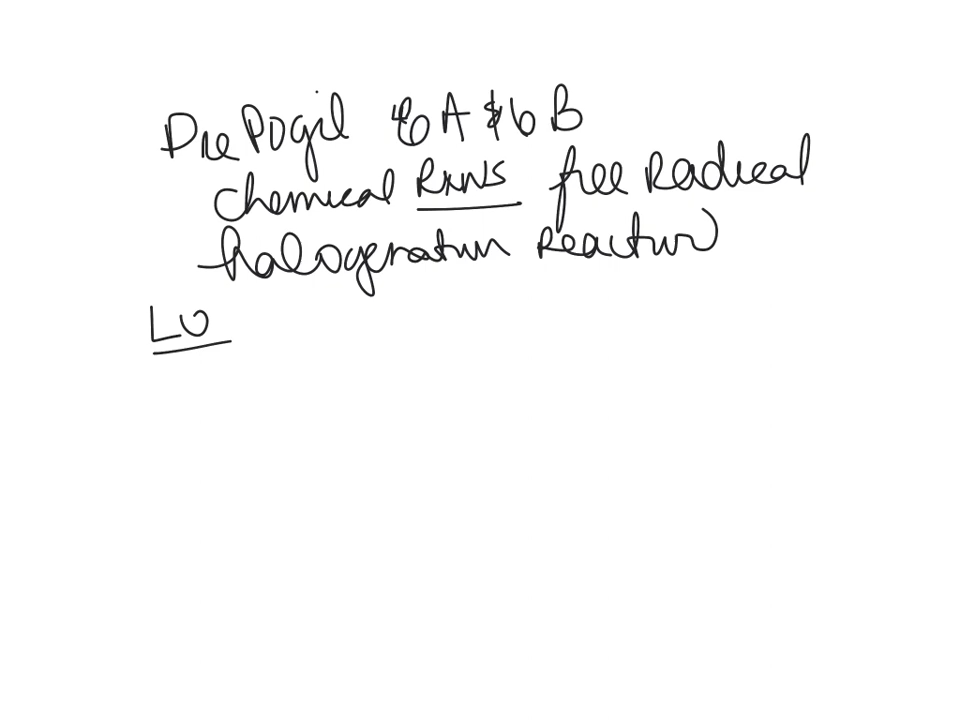 Pre Pogil 6A & 6B
Chemical RXNS free Radical
halogenation Reaction
LO